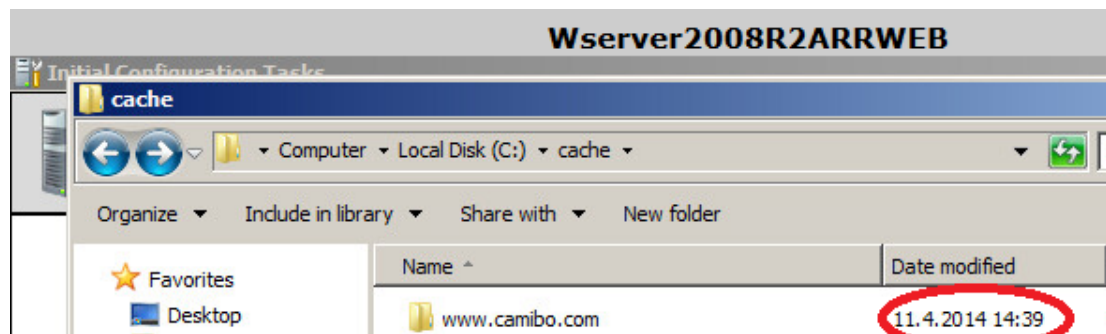 Wserver2008R2ARRWEB
Initial Configuration Tasks
cache
Computer Local Disk (C:) cache
Organize Include in library Share with New folder
Favorites
Name Date modified
Desktop
www.camibo.com 11.4.2014 14:39